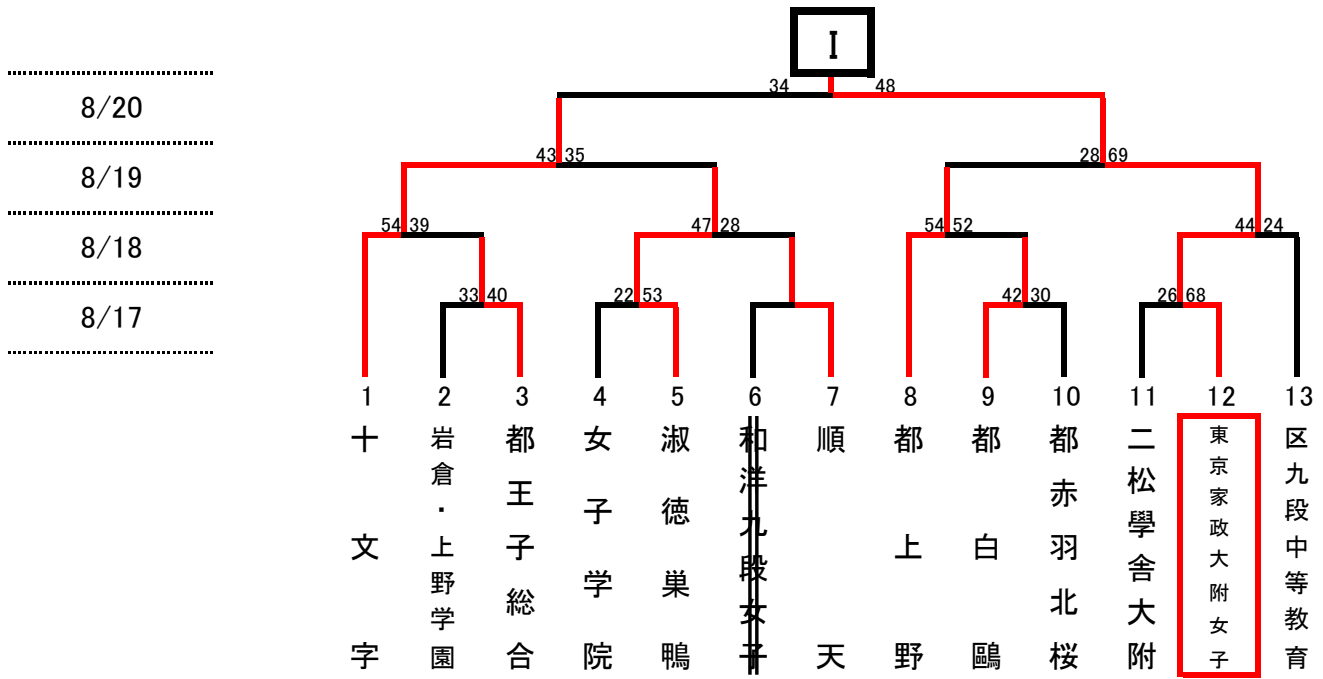 I
34 48
8/20
43 35
28 69
8/19
54 39
47 28
54 52
44 24
8/18
33 40
22 53
42 30
26 68
8/17
1 2 3 4 5 6 7 8 9 10 11 12 13
十文字
岩倉・上野学園
都王子総合
女子学院
淑徳巣鴨
和洋九段女子
順天
都上野
都白鷗
都赤羽北桜
二松學舎大附
東京家政大附女子
区九段中等教育